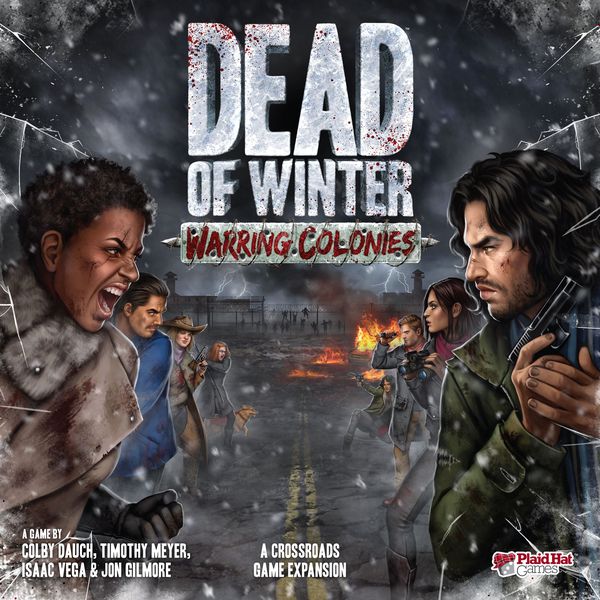 DEAD
OF WINTER
WARRING COLONIES
A GAME BY
COLBY DAUCH, TIMOTHY MEYER,
ISAAC VEGA & JON GILMORE
A CROSSROADS
GAME EXPANSION
Plaid Hat
Games